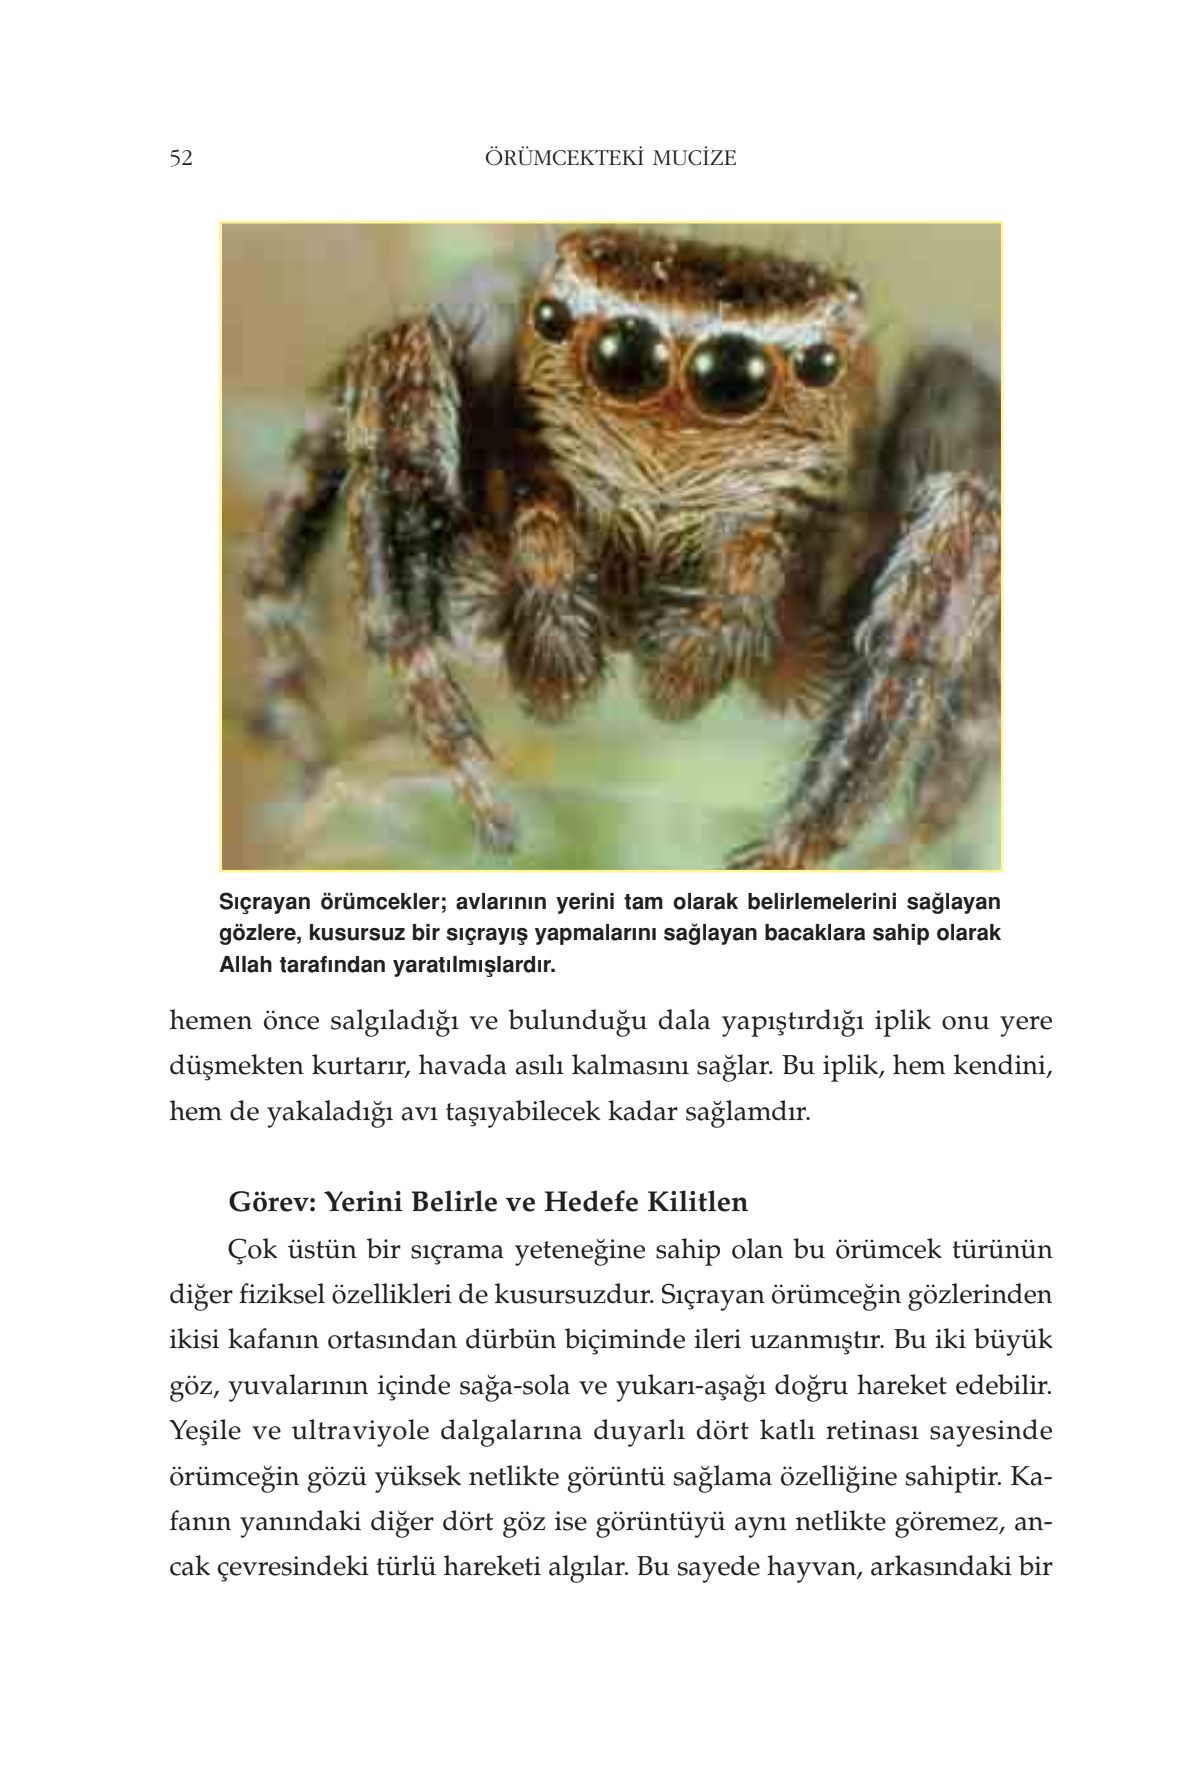 52
ÖRÜMCEKTEKİ MUCİZE
Sıçrayan örümcekler; avlarının yerini tam olarak belirlemelerini sağlayan
gözlere, kusursuz bir sıçrayış yapmalarını sağlayan bacaklara sahip olarak
Allah tarafından yaratılmışlardır.
hemen önce salgıladığı ve bulunduğu dala yapıştırdığı iplik onu yere
düşmekten kurtarır, havada asılı kalmasını sağlar. Bu iplik, hem kendini,
hem de yakaladığı avı taşıyabilecek kadar sağlamdır.
Görev: Yerini Belirle ve Hedefe Kilitlen
Çok üstün bir sıçrama yeteneğine sahip olan bu örümcek türünün
diğer fiziksel özellikleri de kusursuzdur. Sıçrayan örümceğin gözlerinden
ikisi kafanın ortasından dürbün biçiminde ileri uzanmıştır. Bu iki büyük
göz, yuvalarının içinde sağa-sola ve yukarı-aşağı doğru hareket edebilir.
Yeşile ve ultraviyole dalgalarına duyarlı dört katlı retinası sayesinde
örümceğin gözü yüksek netlikte görüntü sağlama özelliğine sahiptir. Ka-
fanın yanındaki diğer dört göz ise görüntüyü aynı netlikte göremez, an-
cak çevresindeki türlü hareketi algılar. Bu sayede hayvan, arkasındaki bir